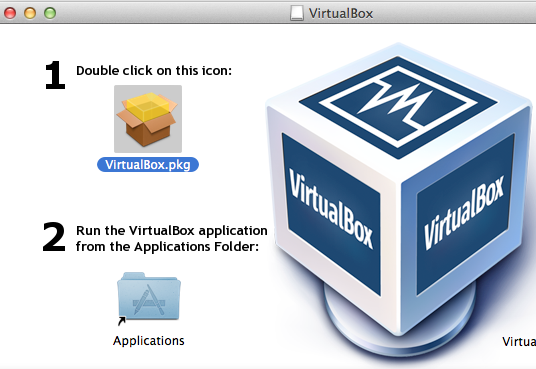 VirtualBox
1 Double click on this icon:
VirtualBox.pkg
2 Run the VirtualBox application
from the Applications Folder:
Applications
VirtualBox
VirtualBox
Virtua